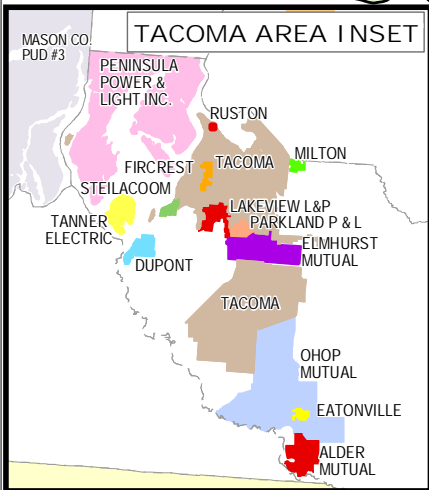 TACOMA AREA INSET
MASON CO.
PUD #3
PENINSULA
POWER &
LIGHT INC.
RUSTON
FIRCREST
TACOMA
MILTON
STEILACOOM
LAKEVIEW L&P
TANNER
ELECTRIC
PARKLAND P & L
ELMHURST
MUTUAL
DUPONT
TACOMA
OHOP
MUTUAL
EATONVILLE
ALDER
MUTUAL